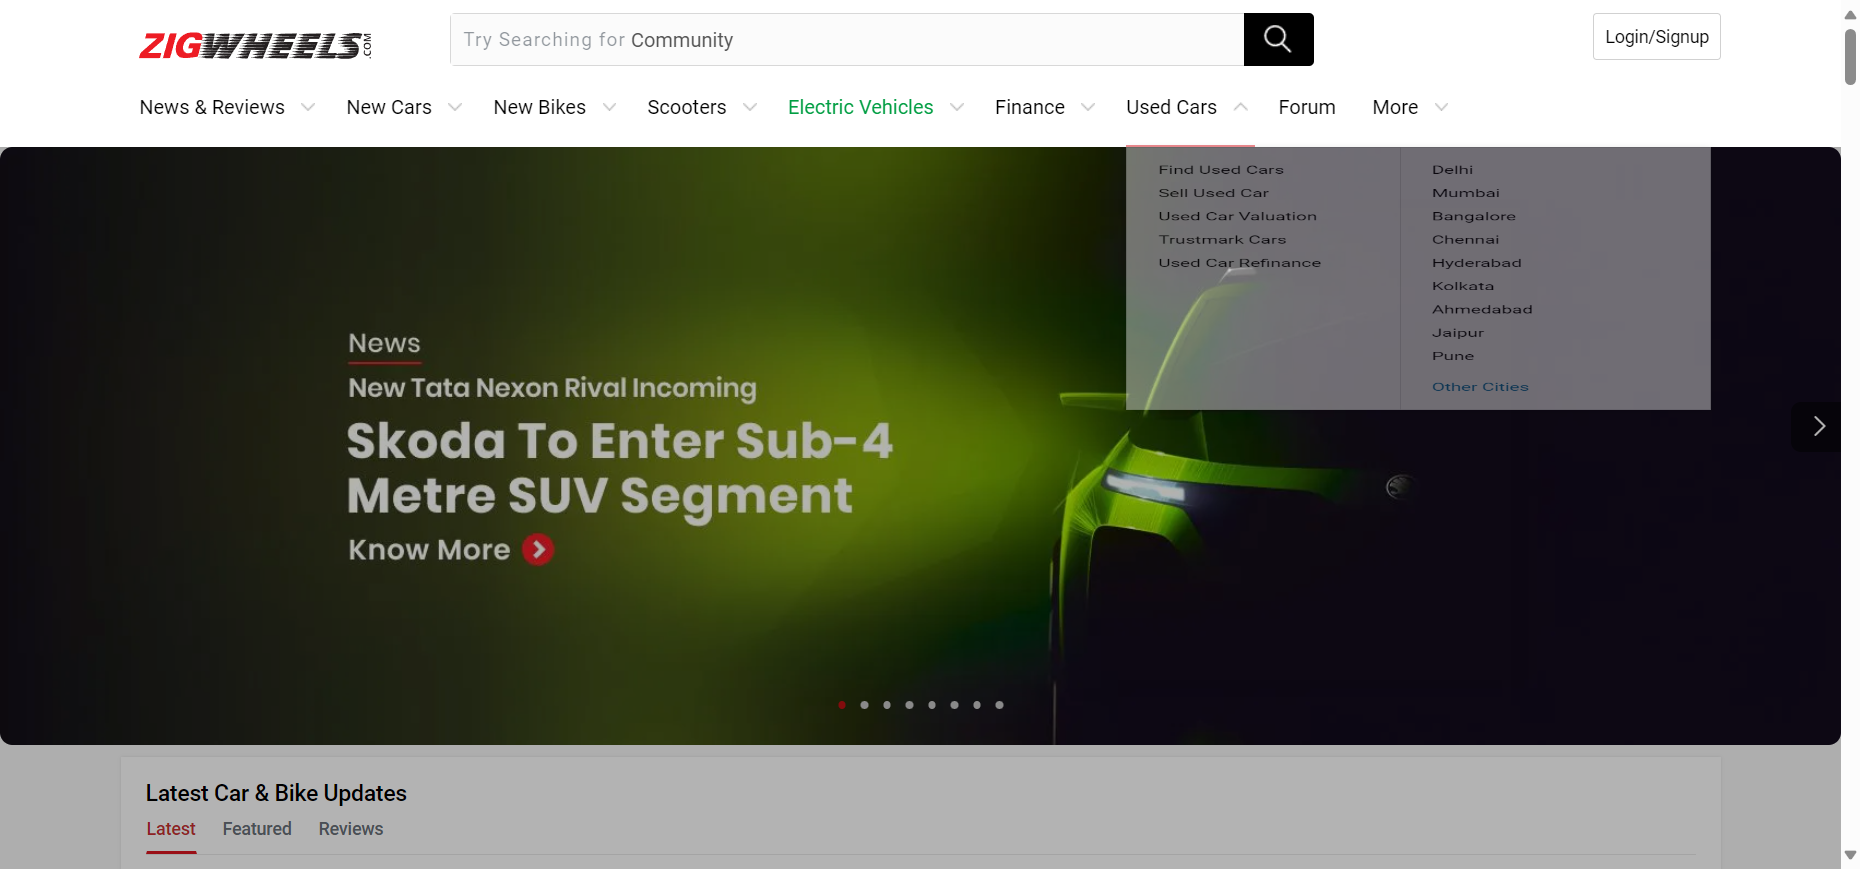 ZIGWHEELS.COM
Try Searching for Community
Login/Signup
News & Reviews
New Cars
New Bikes
Scooters
Electric Vehicles
Finance
Used Cars
Forum
More
Find Used Cars
Sell Used Car
Used Car Valuation
Trustmark Cars
Used Car Refinance
Delhi
Mumbai
Bangalore
Chennai
Hyderabad
Kolkata
Ahmedabad
Jaipur
Pune
Other Cities
News
New Tata Nexon Rival Incoming
Skoda To Enter Sub-4
Metre SUV Segment
Know More
Latest Car & Bike Updates
Latest
Featured
Reviews